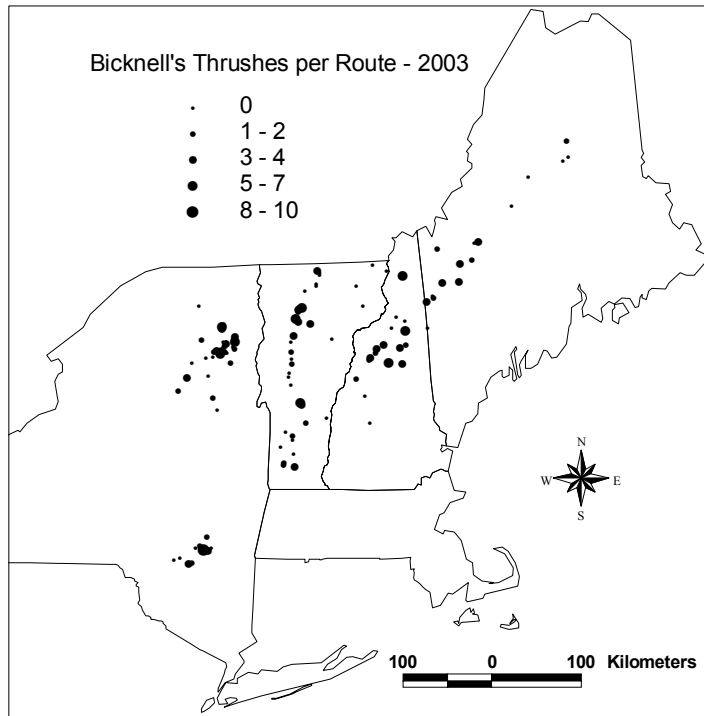 Bicknell's Thrushes per Route - 2003
0
1 - 2
3 - 4
5 - 7
8 - 10
N
W E
S
100 0 100 Kilometers